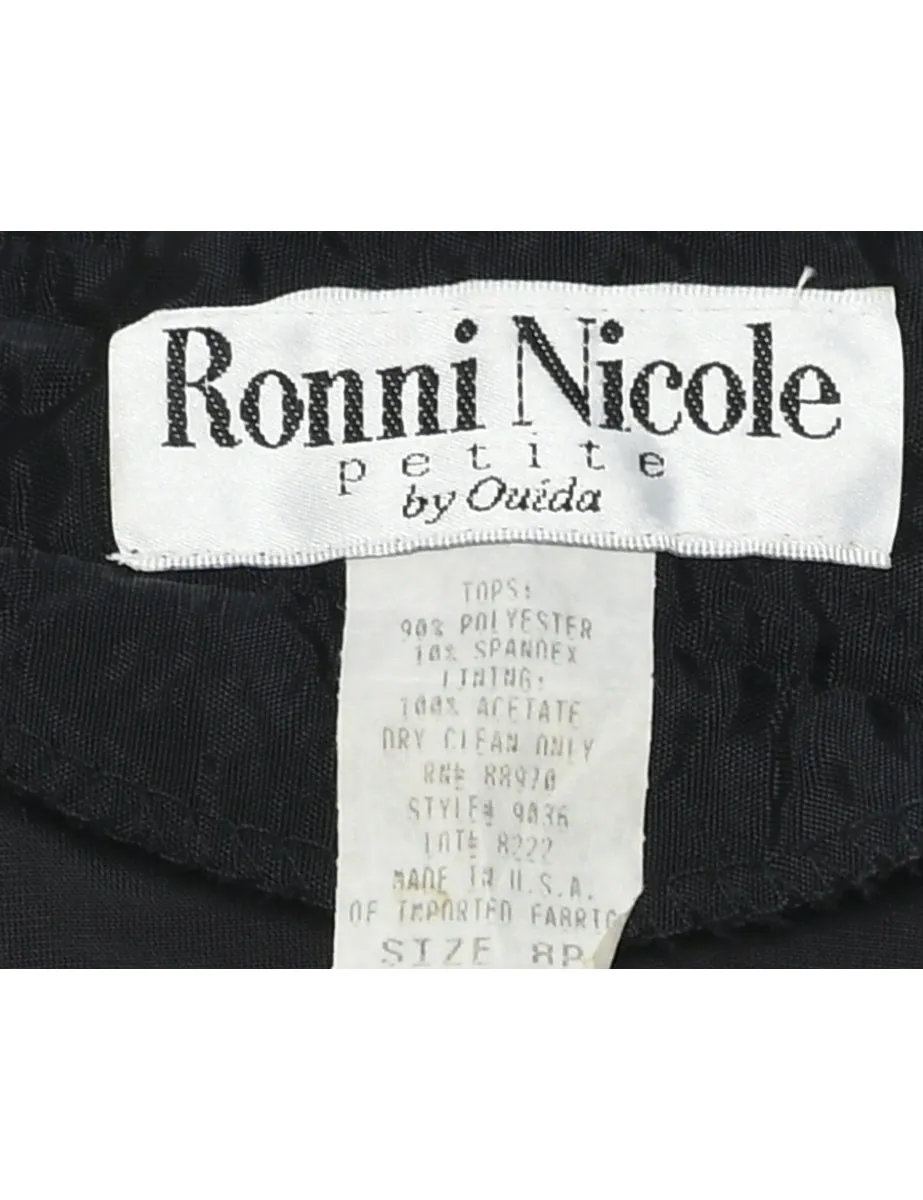 Ronni Nicole
petite
by Ouida
TOPS:
90% POLYESTER
10% SPANDEX
LINING:
100% ACETATE
DRY CLEAN ONLY
RN# 88970
STYLE# 9036
LOT# 8222
MADE IN U.S.A.
OF IMPORTED FABRIC
SIZE 8P